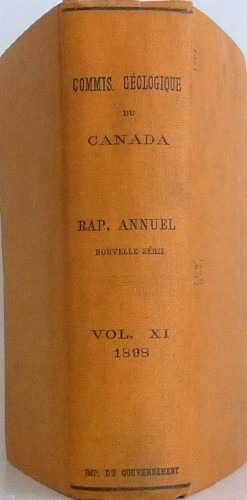 COMMIS. GÉOLOGIQUE
DU
CANADA
RAP. ANNUEL
NOUVELLE SÉRIE
VOL. XI
1898
IMP. DU GOUVERNEMENT